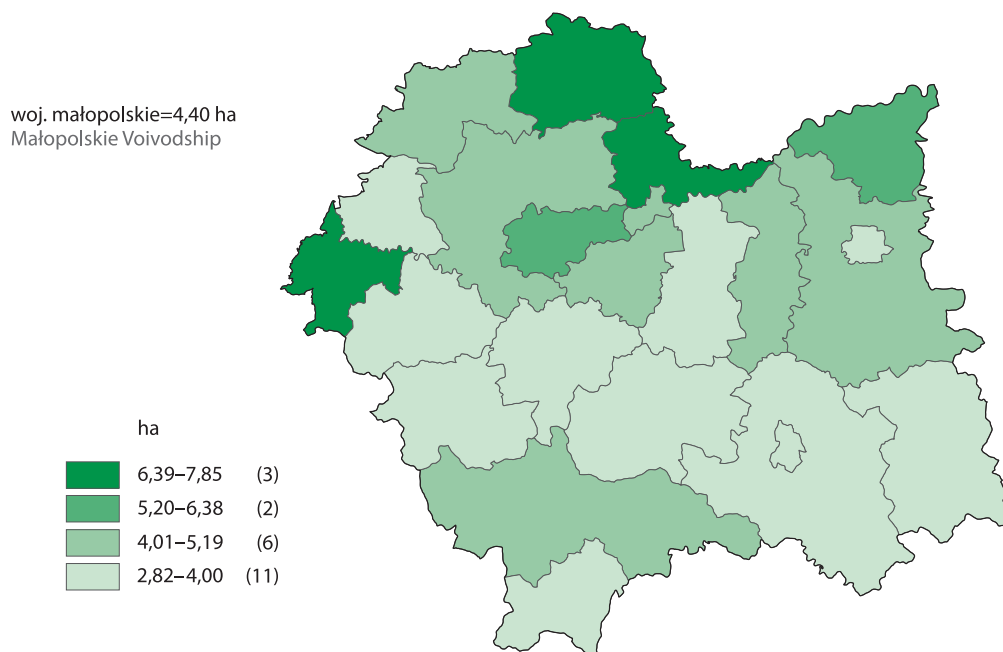 woj. małopolskie=4,40 ha
Małopolskie Voivodship
ha
6,39–7,85 (3)
5,20–6,38 (2)
4,01–5,19 (6)
2,82–4,00 (11)